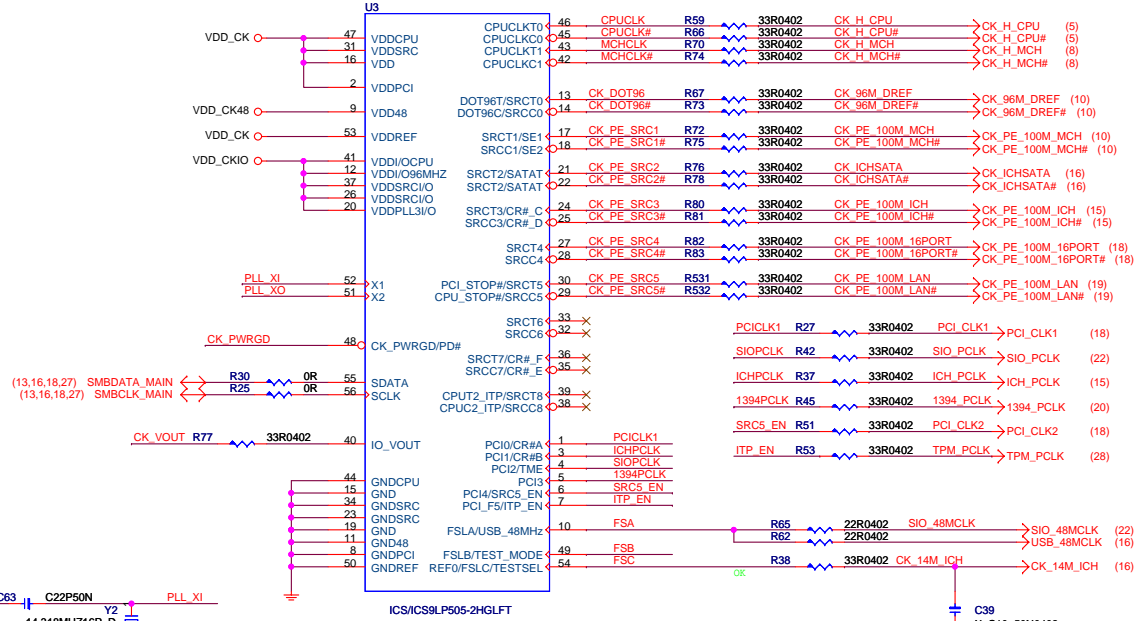 U3
VDD_CK 47 VDDCPU CPUCLKT0 46 CPUCLK R59 33R0402 CK_H_CPU CK_H_CPU (5)
31 VDDSRC CPUCLKC0 45 CPUCLK# R66 33R0402 CK_H_CPU# CK_H_CPU# (5)
16 VDD CPUCLKT1 43 MCHCLK R70 33R0402 CK_H_MCH CK_H_MCH (8)
CPUCLKC1 42 MCHCLK# R74 33R0402 CK_H_MCH# CK_H_MCH# (8)
2 VDDPCI
DOT96T/SRCT0 13 CK_DOT96 R67 33R0402 CK_96M_DREF CK_96M_DREF (10)
VDD_CK48 9 VDD48 DOT96C/SRCC0 14 CK_DOT96# R73 33R0402 CK_96M_DREF# CK_96M_DREF# (10)
VDD_CK 53 VDDREF SRCT1/SE1 17 CK_PE_SRC1 R72 33R0402 CK_PE_100M_MCH CK_PE_100M_MCH (10)
SRCC1/SE2 18 CK_PE_SRC1# R75 33R0402 CK_PE_100M_MCH# CK_PE_100M_MCH# (10)
VDD_CKIO 41 VDDI/OCPU
12 VDDI/O96MHZ SRCT2/SATAT 21 CK_PE_SRC2 R76 33R0402 CK_ICHSATA CK_ICHSATA (16)
37 VDDSRCI/O SRCT2/SATAT 22 CK_PE_SRC2# R78 33R0402 CK_ICHSATA# CK_ICHSATA# (16)
26 VDDSRCI/O
20 VDDPLL3I/O SRCT3/CR#_C 24 CK_PE_SRC3 R80 33R0402 CK_PE_100M_ICH CK_PE_100M_ICH (15)
SRCC3/CR#_D 25 CK_PE_SRC3# R81 33R0402 CK_PE_100M_ICH# CK_PE_100M_ICH# (15)
SRCT4 27 CK_PE_SRC4 R82 33R0402 CK_PE_100M_16PORT CK_PE_100M_16PORT (18)
SRCC4 28 CK_PE_SRC4# R83 33R0402 CK_PE_100M_16PORT# CK_PE_100M_16PORT# (18)
PLL_XI 52 X1 PCI_STOP#/SRCT5 30 CK_PE_SRC5 R531 33R0402 CK_PE_100M_LAN CK_PE_100M_LAN (19)
PLL_XO 51 X2 CPU_STOP#/SRCC5 29 CK_PE_SRC5# R532 33R0402 CK_PE_100M_LAN# CK_PE_100M_LAN# (19)
SRCT6 33
SRCC6 32 PCICLK1 R27 33R0402 PCI_CLK1 PCI_CLK1 (18)
CK_PWRGD 48 CK_PWRGD/PD#
SRCT7/CR#_F 36 SIOPCLK R42 33R0402 SIO_PCLK SIO_PCLK (22)
SRCC7/CR#_E 35
(13,16,18,27) SMBDATA_MAIN R30 0R 55 SDATA ICHPCLK R37 33R0402 ICH_PCLK ICH_PCLK (15)
(13,16,18,27) SMBCLK_MAIN R25 0R 56 SCLK CPUT2_ITP/SRCT8 39
CPUC2_ITP/SRCC8 38 1394PCLK R45 33R0402 1394_PCLK 1394_PCLK (20)
SRC5_EN R51 33R0402 PCI_CLK2 PCI_CLK2 (18)
CK_VOUT R77 33R0402 40 IO_VOUT PCI0/CR#A 1 PCICLK1
PCI1/CR#B 3 ICHPCLK ITP_EN R53 33R0402 TPM_PCLK TPM_PCLK (28)
PCI2/TME 4 SIOPCLK
44 GNDCPU PCI3 5 1394PCLK
15 GND PCI4/SRC5_EN 6 SRC5_EN
34 GNDSRC PCI_F5/ITP_EN 7 ITP_EN
23 GNDSRC
19 GND FSLA/USB_48MHz 10 FSA R65 22R0402 SIO_48MCLK SIO_48MCLK (22)
11 GND48 R62 22R0402 USB_48MCLK (16)
8 GNDPCI FSLB/TEST_MODE 49 FSB
50 GNDREF REF0/FSLC/TESTSEL 54 FSC R38 33R0402 CK_14M_ICH CK_14M_ICH (16)
OK
C63 C22P50N PLL_XI
Y2
ICS/ICS9LP505-2HGLFT
C39